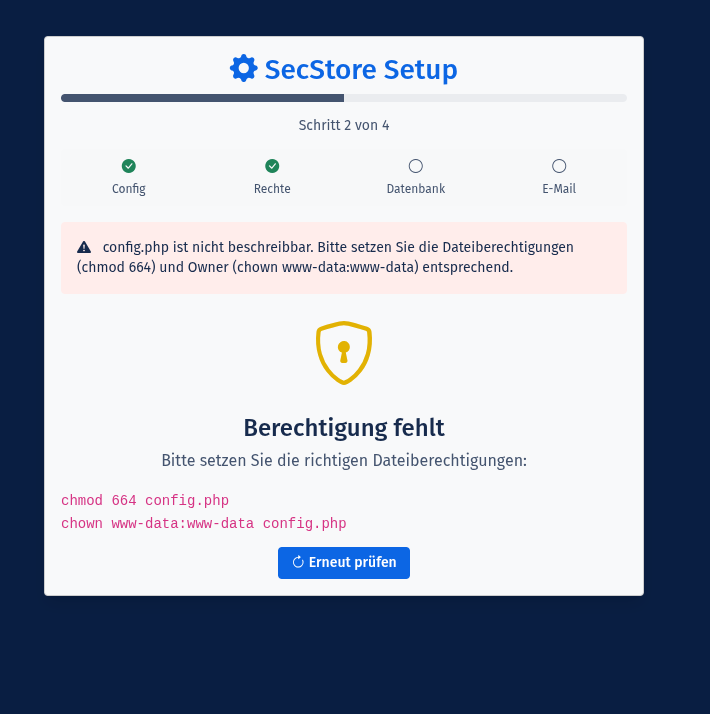 SecStore Setup
Schritt 2 von 4
Config
Rechte
Datenbank
E-Mail
config.php ist nicht beschreibbar. Bitte setzen Sie die Dateiberechtigungen
(chmod 664) und Owner (chown www-data:www-data) entsprechend.
Berechtigung fehlt
Bitte setzen Sie die richtigen Dateiberechtigungen:
chmod 664 config.php
chown www-data:www-data config.php
Erneut prüfen